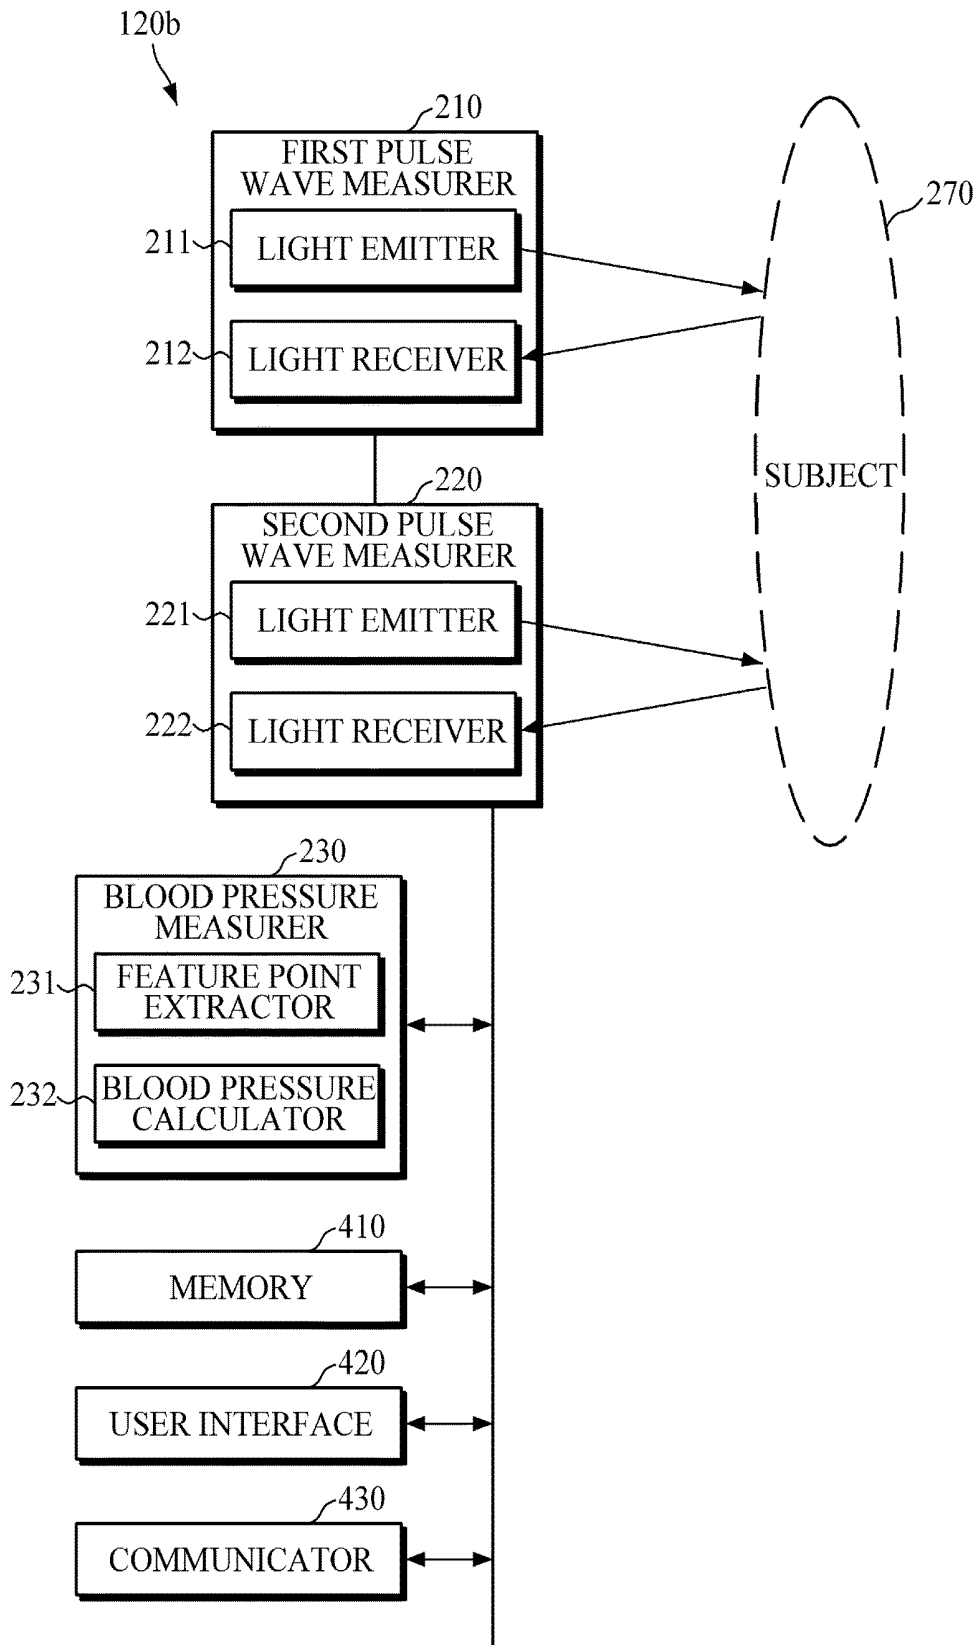 120b
210
FIRST PULSE
WAVE MEASURER
270
211
LIGHT EMITTER
212
LIGHT RECEIVER
SUBJECT
220
SECOND PULSE
WAVE MEASURER
221
LIGHT EMITTER
222
LIGHT RECEIVER
230
BLOOD PRESSURE
MEASURER
231
FEATURE POINT
EXTRACTOR
232
BLOOD PRESSURE
CALCULATOR
410
MEMORY
420
USER INTERFACE
430
COMMUNICATOR